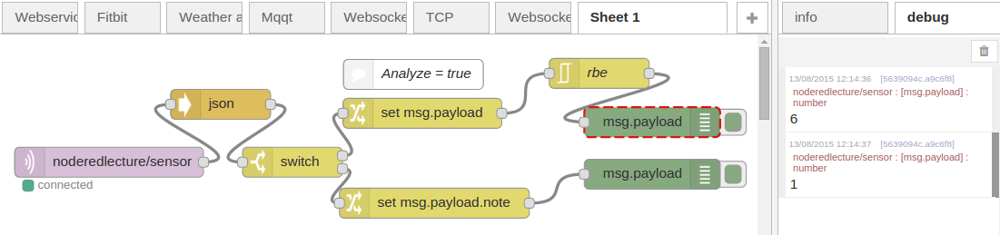 Webservic
Fitbit
Weather a
Mqqt
Websocke
TCP
Websocke
Sheet 1
+
info
debug
Analyze = true
rbe
json
set msg.payload
msg.payload
noderedlecture/sensor
switch
connected
set msg.payload.note
msg.payload
13/08/2015 12:14:36 [5639094c.a9c6f8]
noderedlecture/sensor : [msg.payload] :
number
6
13/08/2015 12:14:37 [5639094c.a9c6f8]
noderedlecture/sensor : [msg.payload] :
number
1